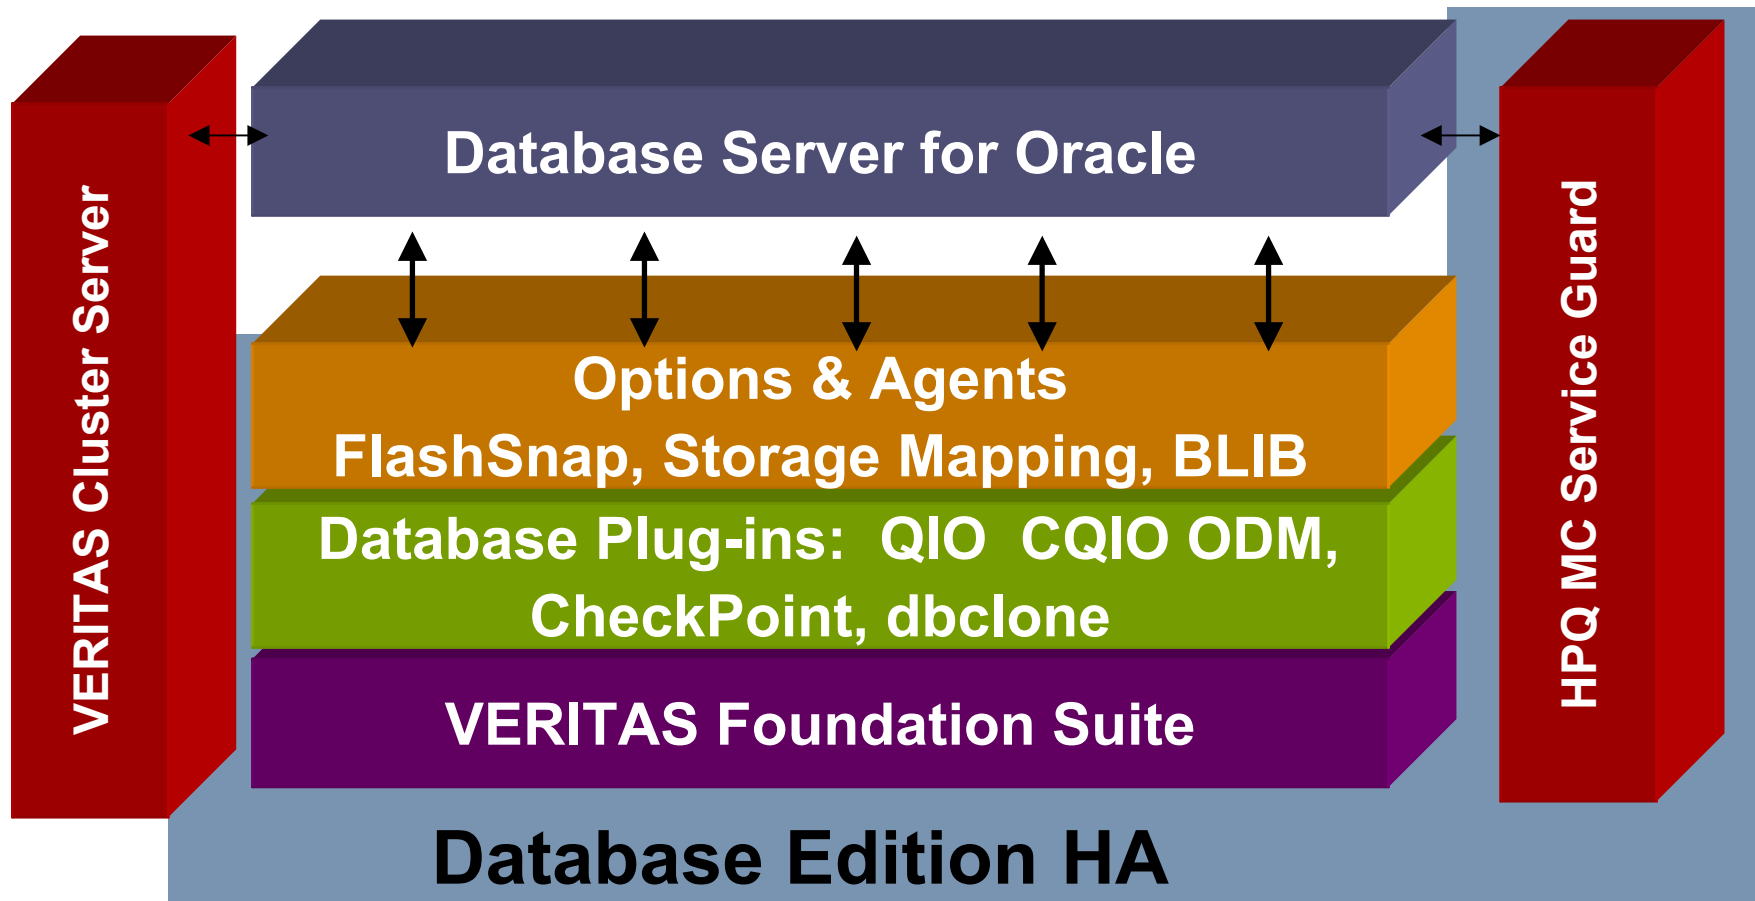 VERITAS Cluster Server
Database Server for Oracle
Options & Agents
FlashSnap, Storage Mapping, BLIB
Database Plug-ins:  QIO  CQIO ODM,
CheckPoint, dbclone
VERITAS Foundation Suite
HPQ MC Service Guard
Database Edition HA